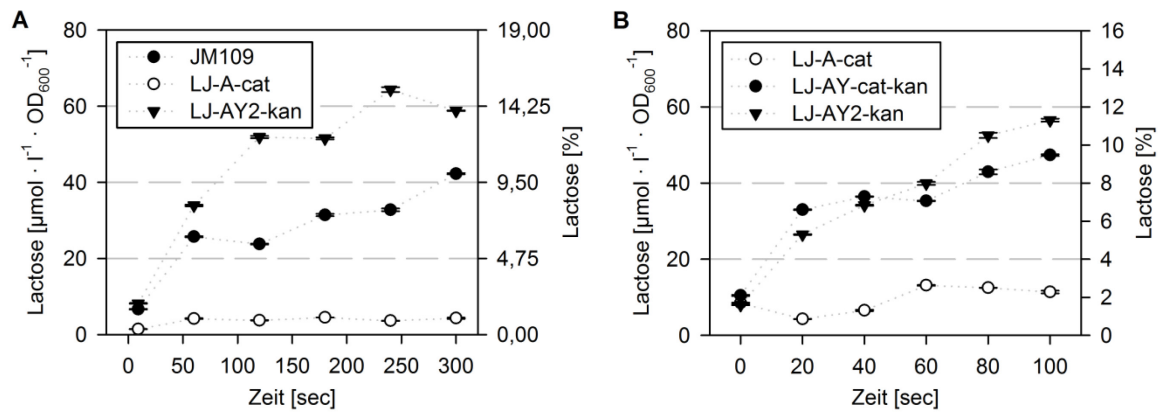 A
Lactose [µmol · l⁻¹ · OD₆₀₀⁻¹]
80
60
40
20
0
JM109
LJ-A-cat
LJ-AY2-kan
19,00
14,25
9,50
4,75
0,00
Lactose [%]
0 50 100 150 200 250 300
Zeit [sec]
B
Lactose [µmol · l⁻¹ · OD₆₀₀⁻¹]
80
60
40
20
0
LJ-A-cat
LJ-AY-cat-kan
LJ-AY2-kan
16
14
12
10
8
6
4
2
0
Lactose [%]
0 20 40 60 80 100
Zeit [sec]